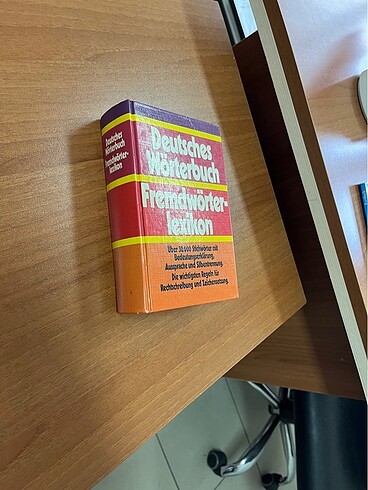 Deutsches
Wörterbuch
Fremdwörter-
lexikon
Deutsches
Wörterbuch
Fremdwörter-
lexikon
Über 30.000 Stichwörter mit
Bedeutungserklärung,
Aussprache und Silbentrennung.
Die wichtigsten Regeln für
Rechtschreibung und Zeichensetzung.